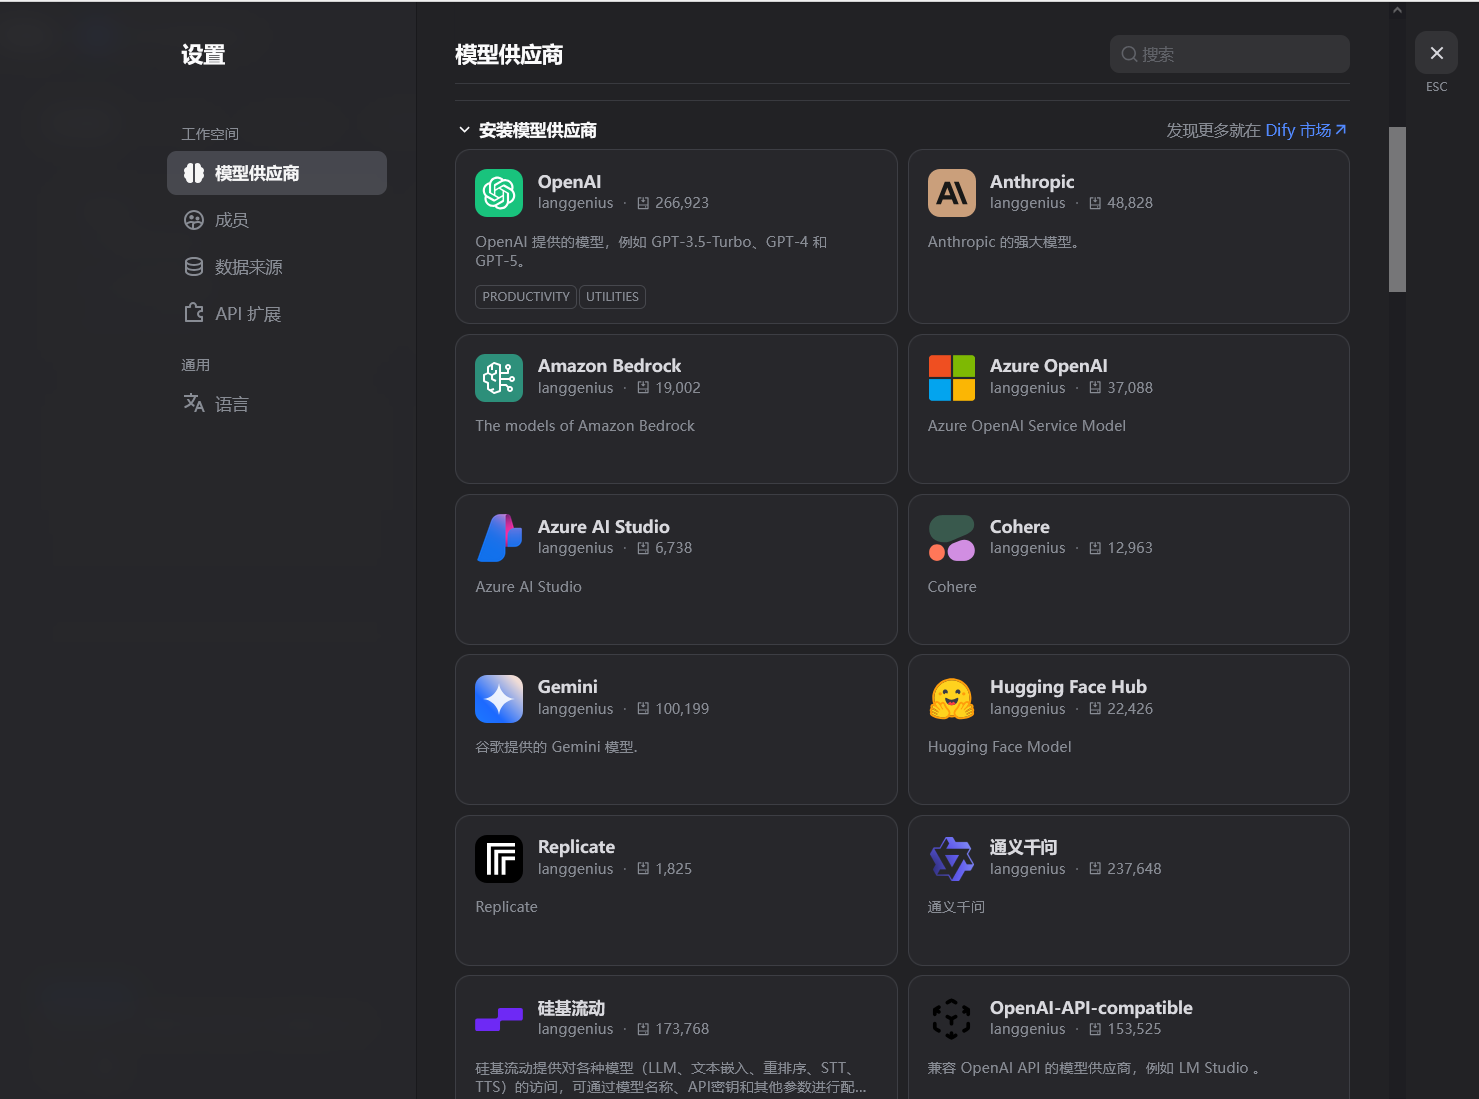 设置
工作空间
模型供应商
成员
数据来源
API 扩展
通用
语言
模型供应商
搜索
ESC
安装模型供应商
发现更多就在 Dify 市场
OpenAI
langgenius · 266,923
OpenAI 提供的模型，例如 GPT-3.5-Turbo、GPT-4 和
GPT-5。
PRODUCTIVITY UTILITIES
Anthropic
langgenius · 48,828
Anthropic 的强大模型。
Amazon Bedrock
langgenius · 19,002
The models of Amazon Bedrock
Azure OpenAI
langgenius · 37,088
Azure OpenAI Service Model
Azure AI Studio
langgenius · 6,738
Azure AI Studio
Cohere
langgenius · 12,963
Cohere
Gemini
langgenius · 100,199
谷歌提供的 Gemini 模型.
Hugging Face Hub
langgenius · 22,426
Hugging Face Model
Replicate
langgenius · 1,825
Replicate
通义千问
langgenius · 237,648
通义千问
硅基流动
langgenius · 173,768
硅基流动提供对各种模型（LLM、文本嵌入、重排序、STT、
TTS）的访问，可通过模型名称、API密钥和其他参数进行配...
OpenAI-API-compatible
langgenius · 153,525
兼容 OpenAI API 的模型供应商，例如 LM Studio 。